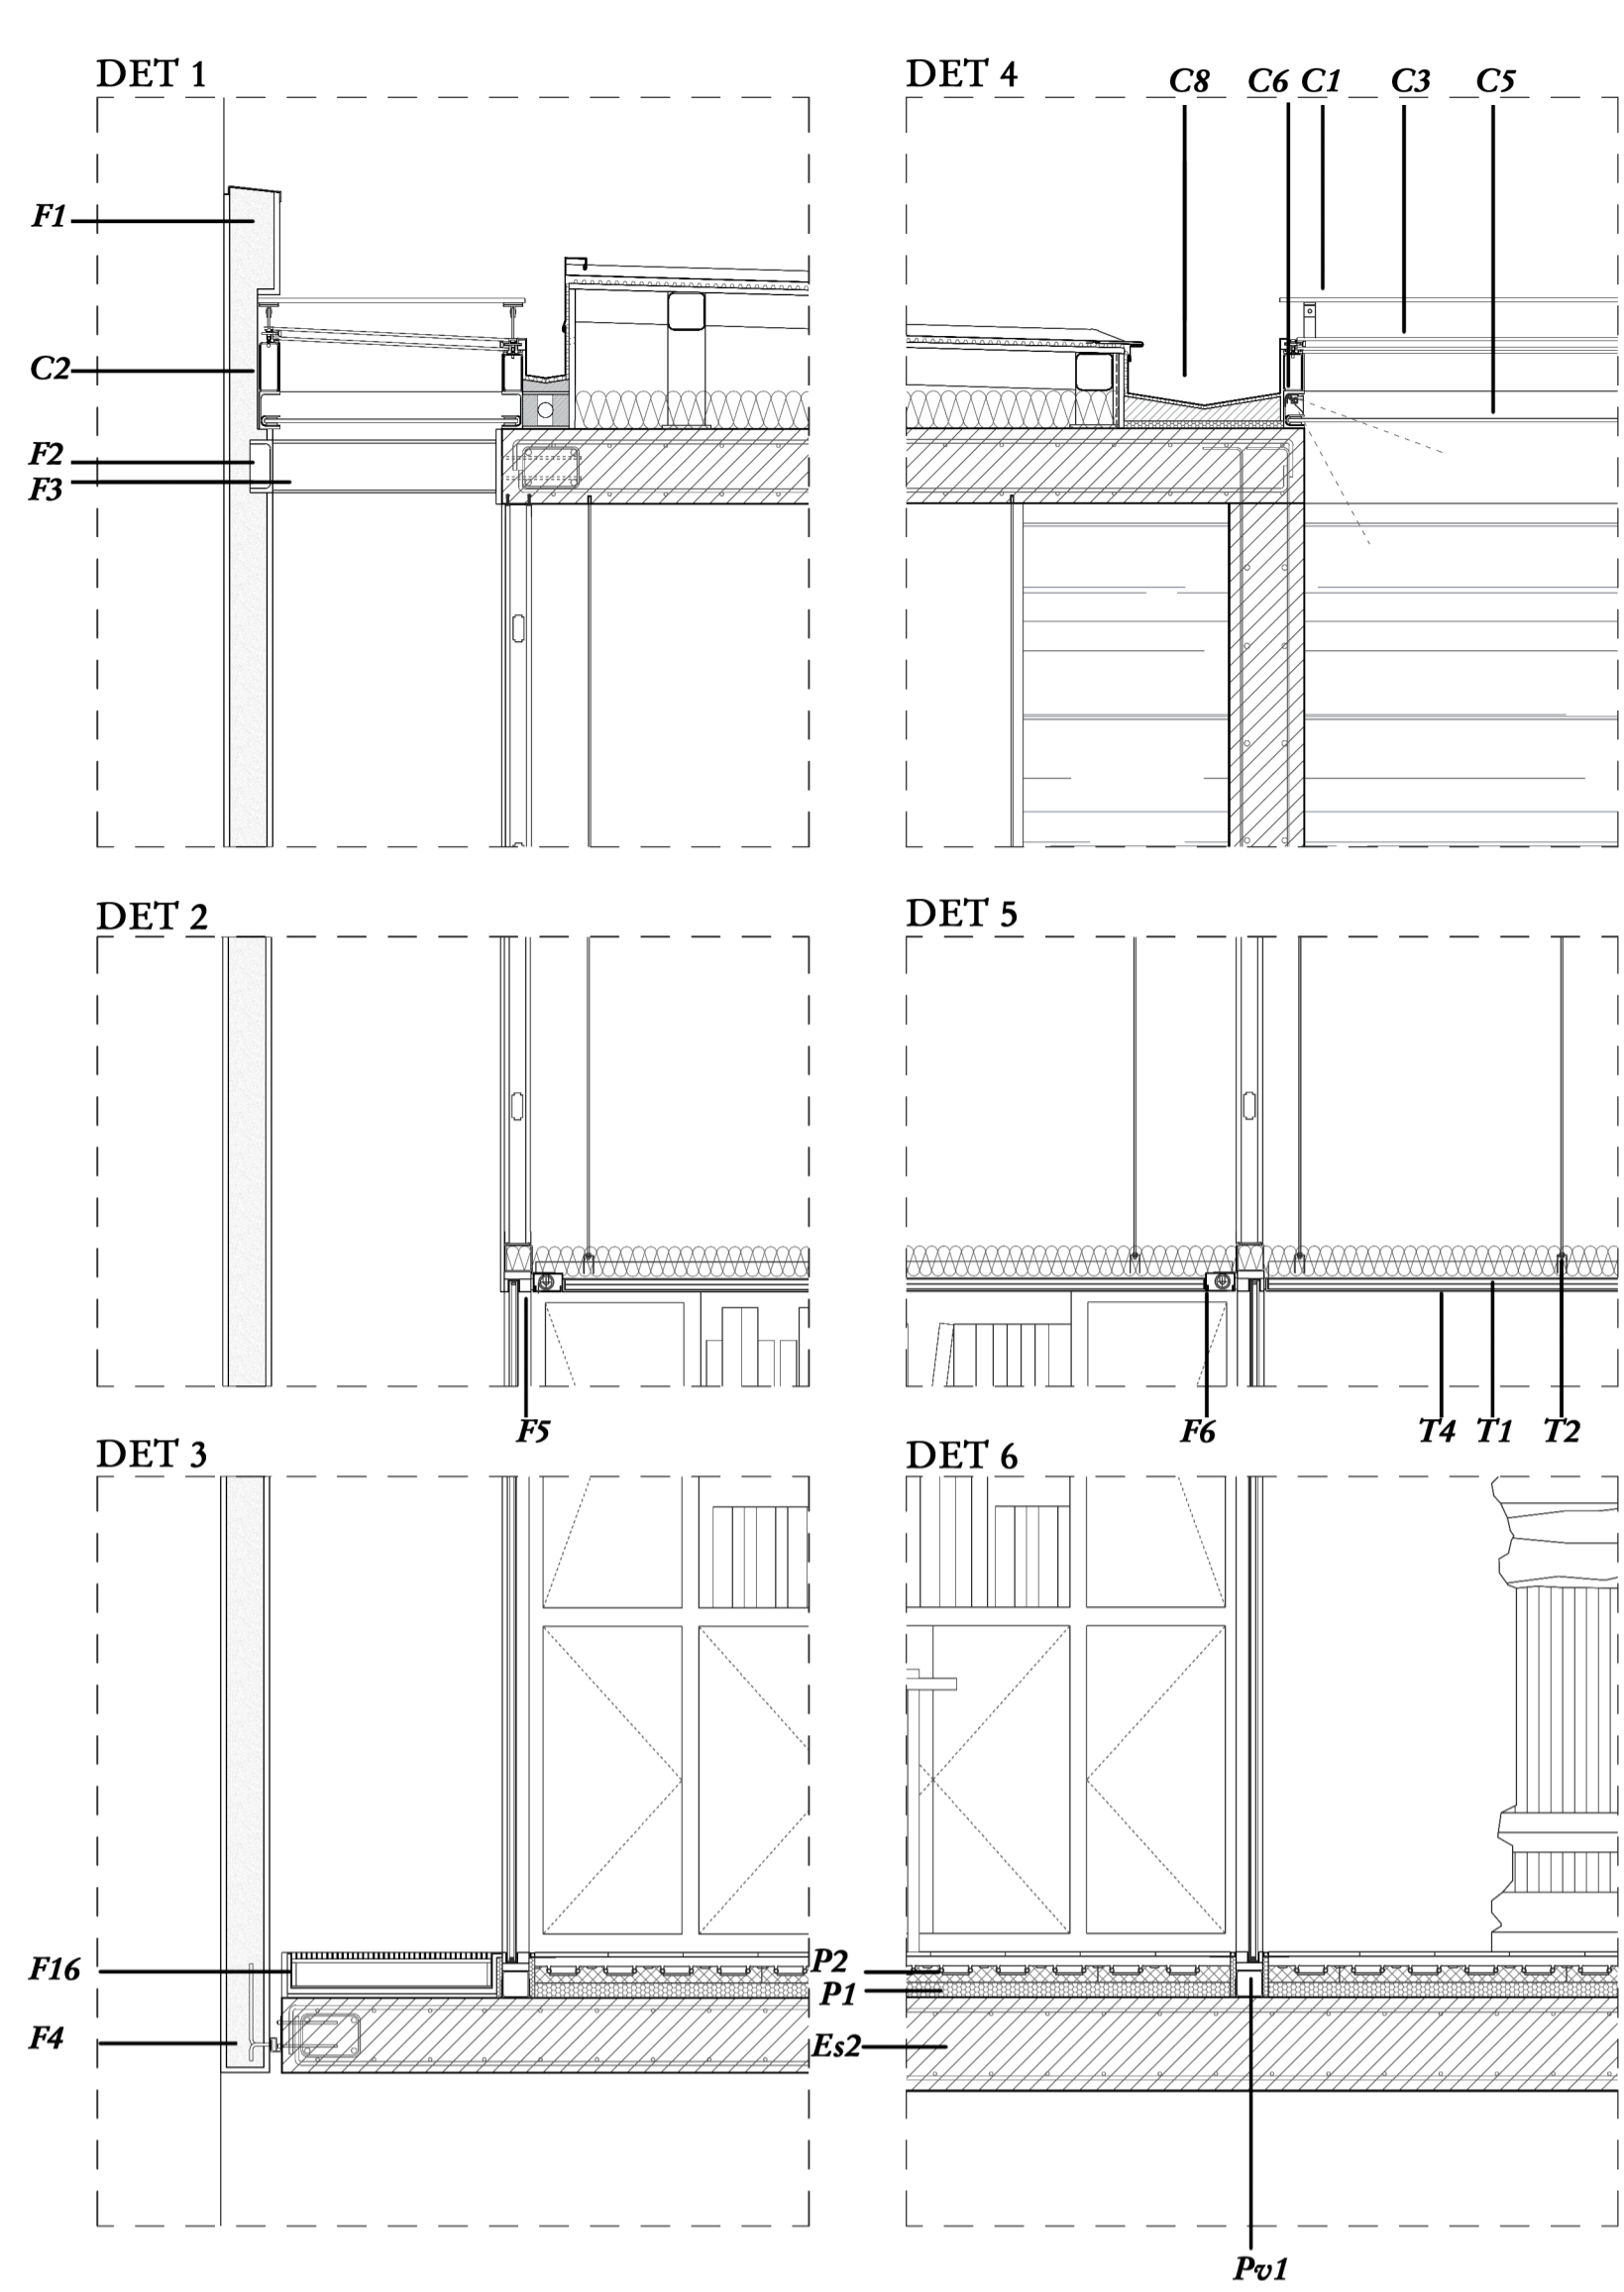 DET 1
F1
C2
F2
F3
DET 4
C8 C6 C1 C3 C5
DET 2
F5
DET 5
F6 T4 T1 T2
DET 3
F16
F4
DET 6
P2
P1
Es2
Pv1